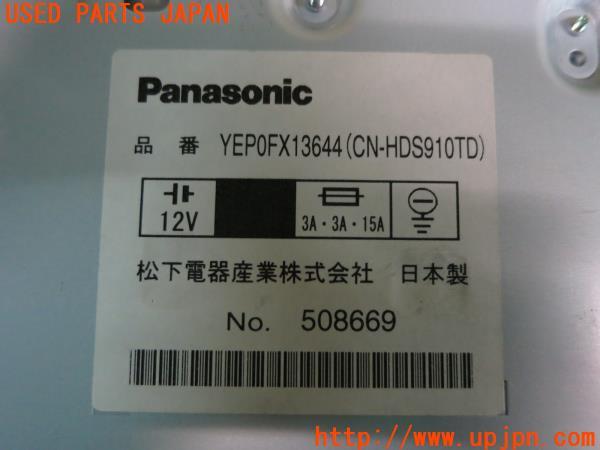 USED PARTS JAPAN
Panasonic
品 番 YEP0FX13644(CN-HDS910TD)
12V 3A・3A・15A
松下電器産業株式会社 日本製
No. 508669
http://www.upjpn.com